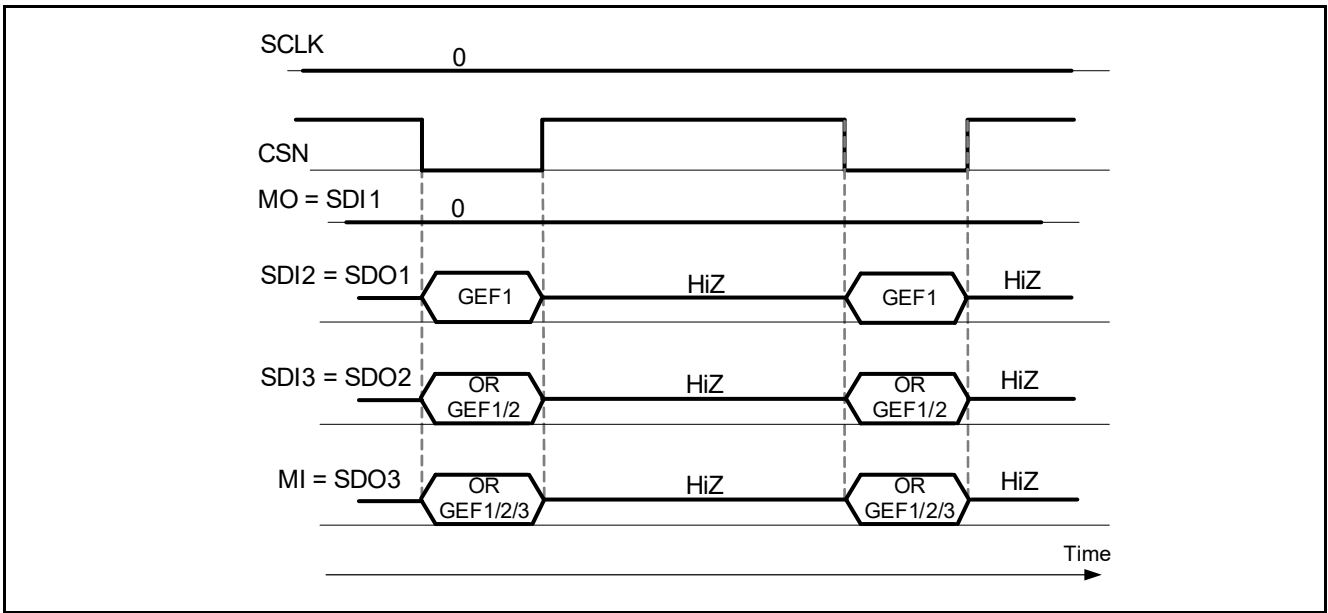 SCLK
0
CSN
MO = SDI1
0
SDI2 = SDO1
GEF1
HiZ
GEF1
HiZ
SDI3 = SDO2
OR
GEF1/2
HiZ
OR
GEF1/2
HiZ
MI = SDO3
OR
GEF1/2/3
HiZ
OR
GEF1/2/3
HiZ
Time